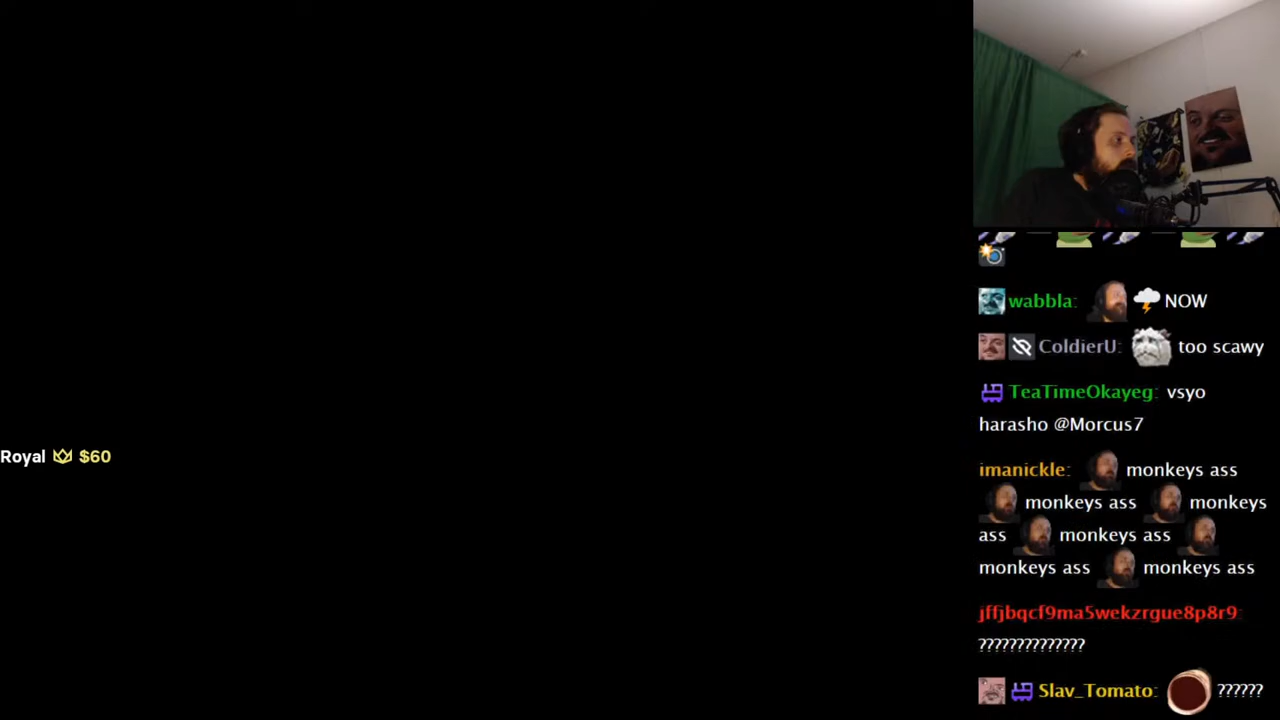 wabbla: NOW
ColdierU: too scawy
TeaTimeOkayeg: vsyo
harasho @Morcus7
Royal $60
imanickle: monkeys ass
monkeys ass monkeys
ass monkeys ass
monkeys ass monkeys ass
jffjbqcf9ma5wekzrgue8p8r9:
??????????????
Slav_Tomato: ??????